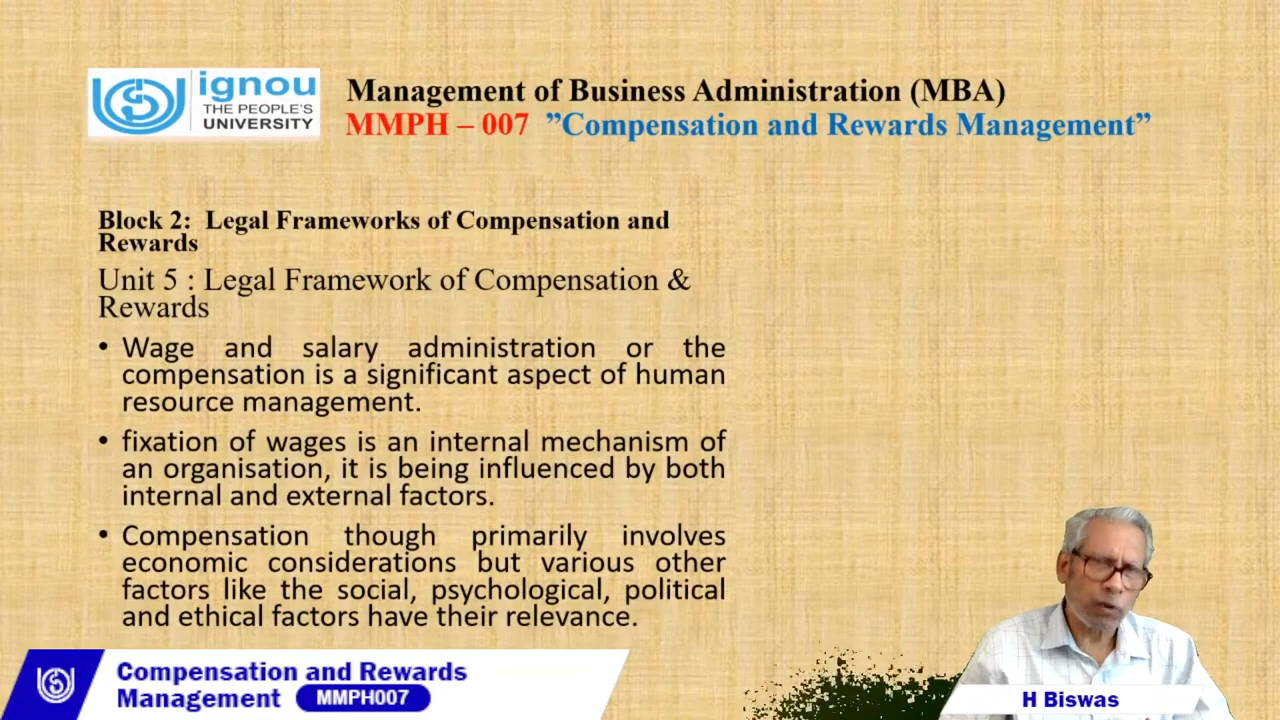 ignou
THE PEOPLE'S
UNIVERSITY
Management of Business Administration (MBA)
MMPH – 007 ”Compensation and Rewards Management”
Block 2: Legal Frameworks of Compensation and
Rewards
Unit 5 : Legal Framework of Compensation &
Rewards
• Wage and salary administration or the
compensation is a significant aspect of human
resource management.
• fixation of wages is an internal mechanism of
an organisation, it is being influenced by both
internal and external factors.
• Compensation though primarily involves
economic considerations but various other
factors like the social, psychological, political
and ethical factors have their relevance.
Compensation and Rewards
Management MMPH007
H Biswas